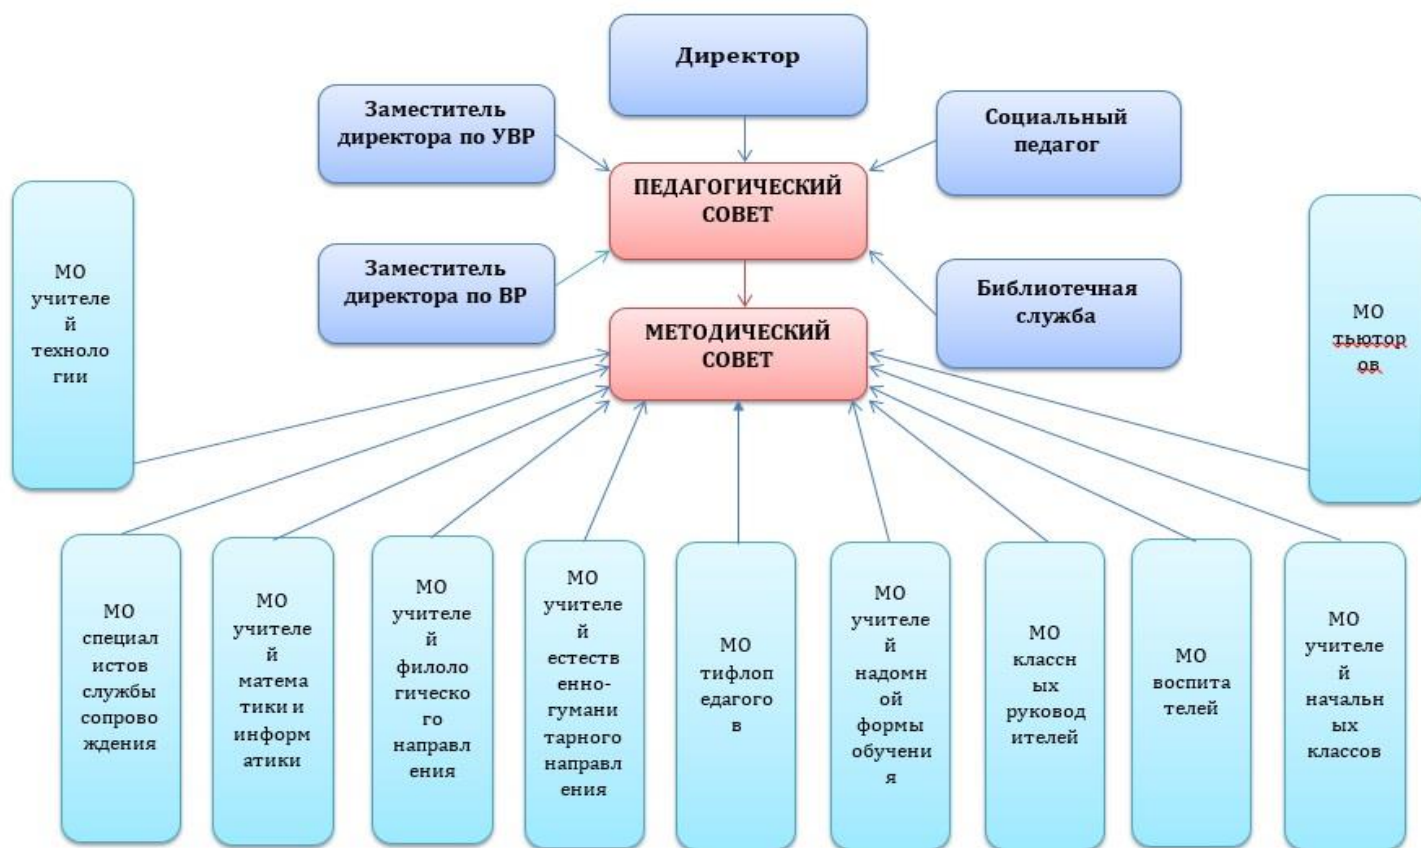 Директор
Заместитель
директора по УВР
Социальный
педагог
ПЕДАГОГИЧЕСКИЙ
СОВЕТ
Заместитель
директора по ВР
Библиотечная
служба
МЕТОДИЧЕСКИЙ
СОВЕТ
МО
учителе
й
техноло
гии
МО
тьютор
ов
МО
специал
истов
службы
сопрово
ждения
МО
учителе
й
матема
тики и
информ
атики
МО
учителе
й
филоло
гическо
го
направл
ения
МО
учителе
й
естеств
енно-
гумани
тарного
направл
ения
МО
тифлоп
едагого
в
МО
учителе
й
надомн
ой
формы
обучени
я
МО
классн
ых
руковод
ителей
МО
воспита
телей
МО
учителе
й
начальн
ых
классов